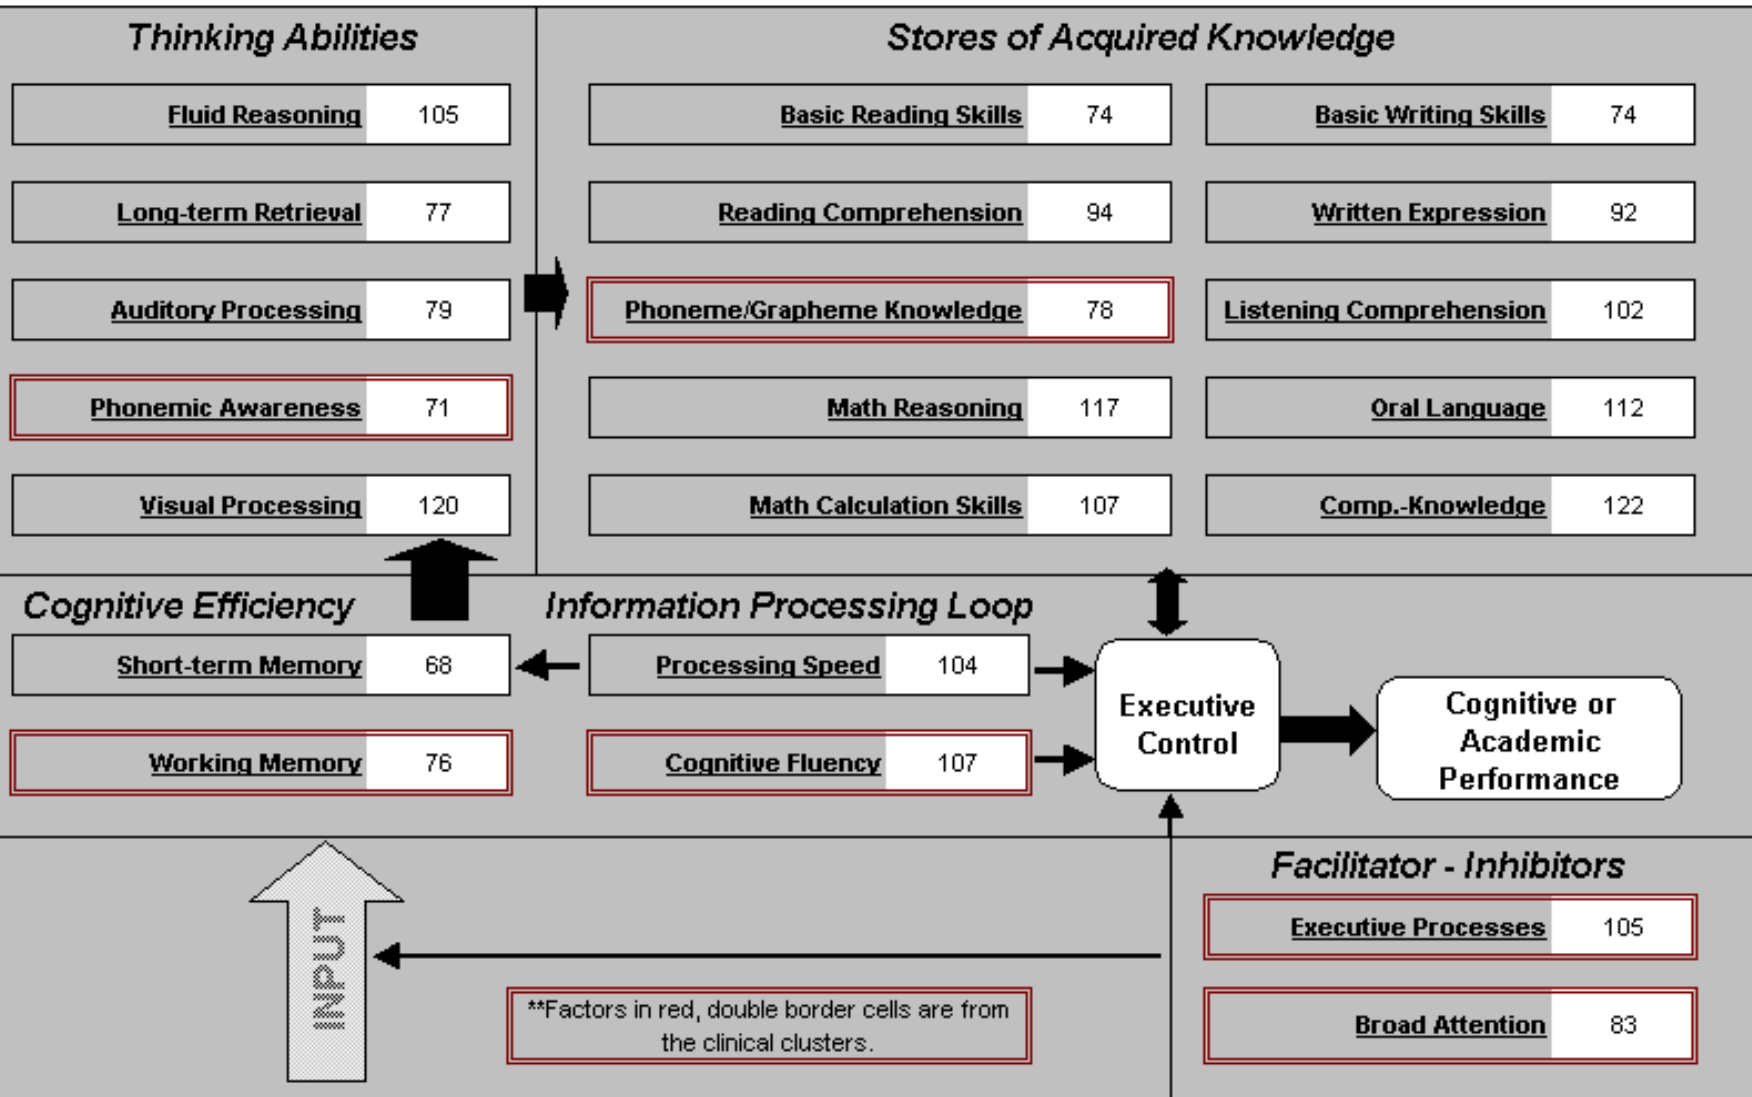 Thinking Abilities
Fluid Reasoning 105
Long-term Retrieval 77
Auditory Processing 79
Phonemic Awareness 71
Visual Processing 120
Stores of Acquired Knowledge
Basic Reading Skills 74
Reading Comprehension 94
Phoneme/Grapheme Knowledge 78
Math Reasoning 117
Math Calculation Skills 107
Basic Writing Skills 74
Written Expression 92
Listening Comprehension 102
Oral Language 112
Comp.-Knowledge 122
Cognitive Efficiency
Short-term Memory 68
Working Memory 76
Information Processing Loop
Processing Speed 104
Cognitive Fluency 107
Executive
Control
Cognitive or
Academic
Performance
INPUT
**Factors in red, double border cells are from
the clinical clusters.
Facilitator - Inhibitors
Executive Processes 105
Broad Attention 83